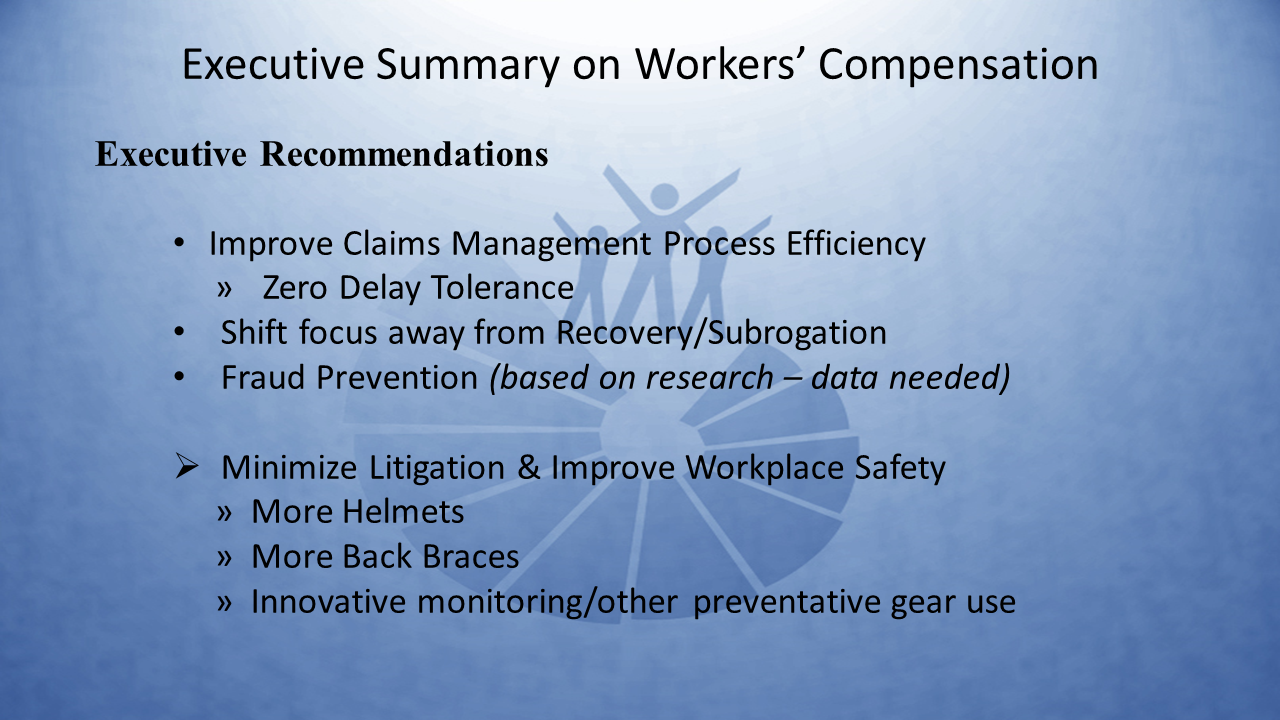 Executive Summary on Workers’ Compensation
Executive Recommendations
• Improve Claims Management Process Efficiency
» Zero Delay Tolerance
• Shift focus away from Recovery/Subrogation
• Fraud Prevention (based on research – data needed)
➢ Minimize Litigation & Improve Workplace Safety
» More Helmets
» More Back Braces
» Innovative monitoring/other preventative gear use